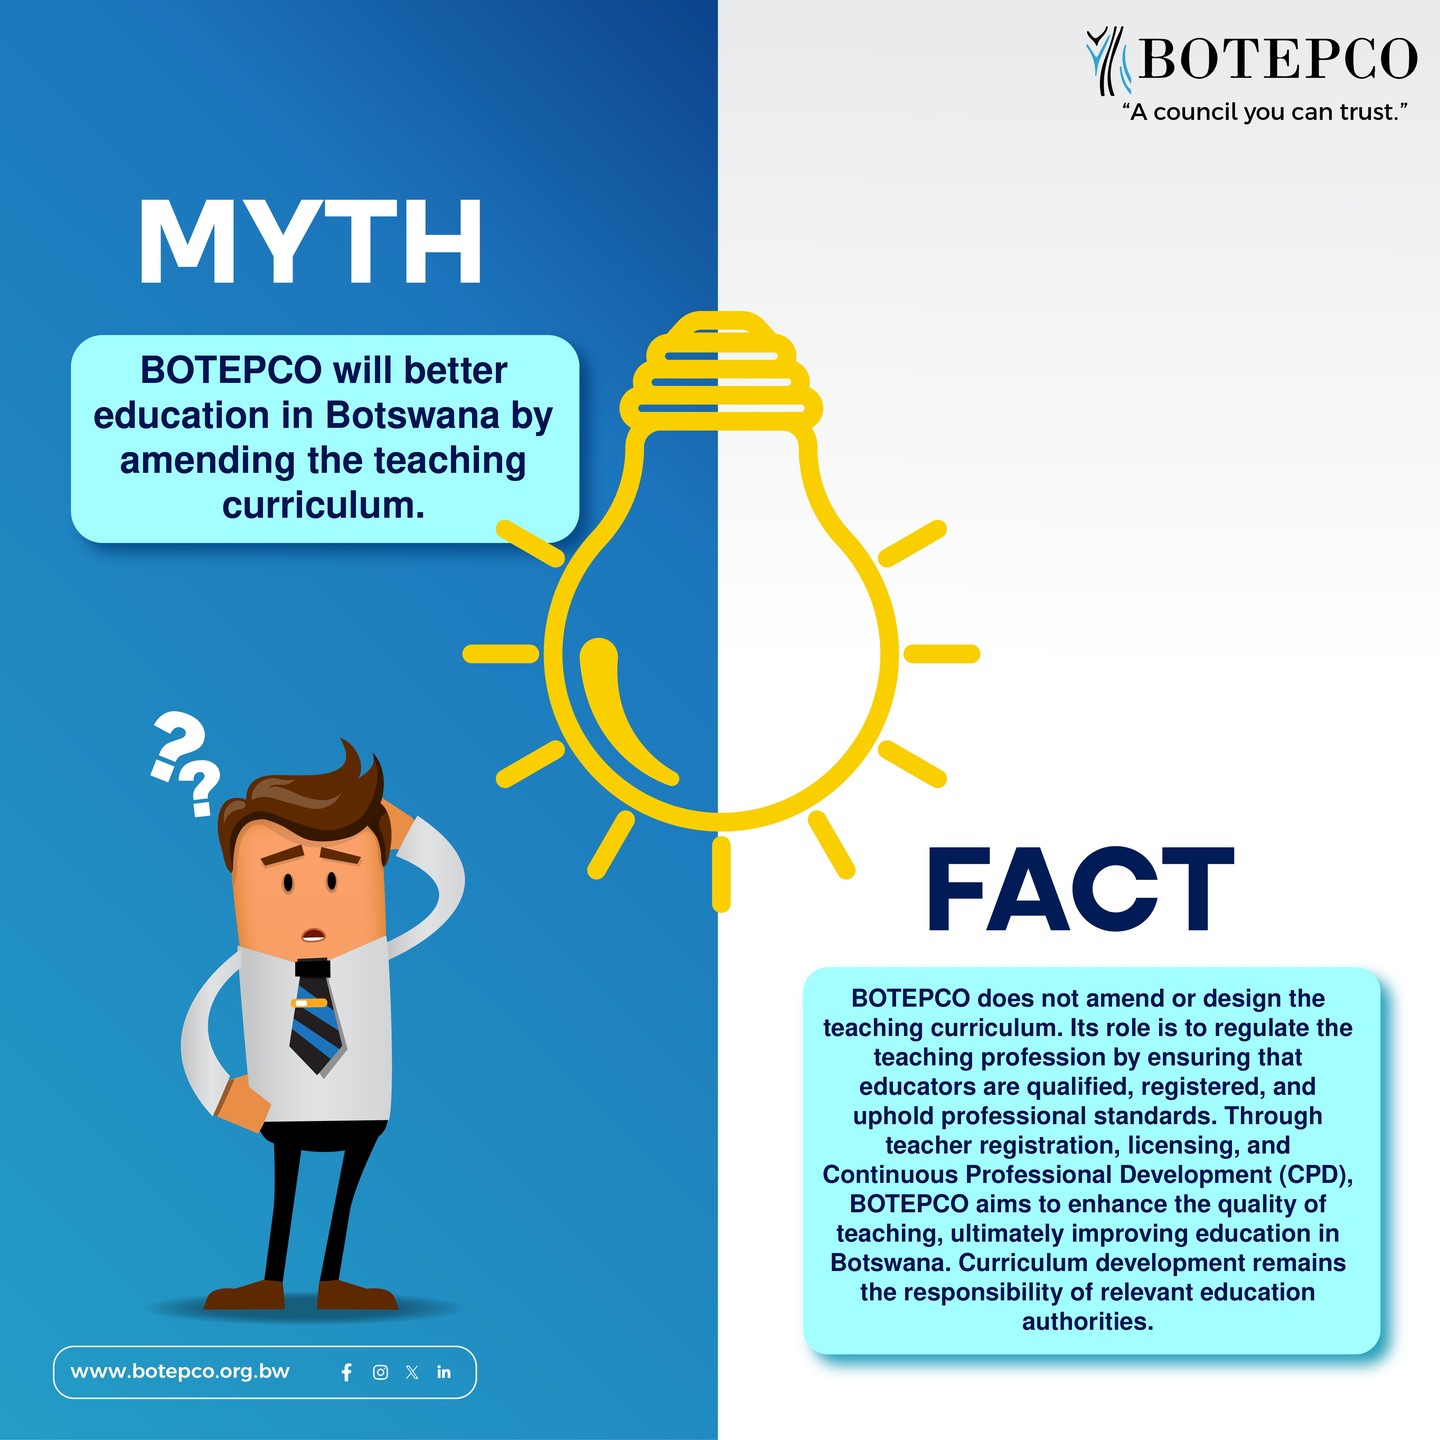 BOTEPCO
“A council you can trust.”
MYTH
BOTEPCO will better
education in Botswana by
amending the teaching
curriculum.
??
FACT
BOTEPCO does not amend or design the
teaching curriculum. Its role is to regulate the
teaching profession by ensuring that
educators are qualified, registered, and
uphold professional standards. Through
teacher registration, licensing, and
Continuous Professional Development (CPD),
BOTEPCO aims to enhance the quality of
teaching, ultimately improving education in
Botswana. Curriculum development remains
the responsibility of relevant education
authorities.
www.botepco.org.bw